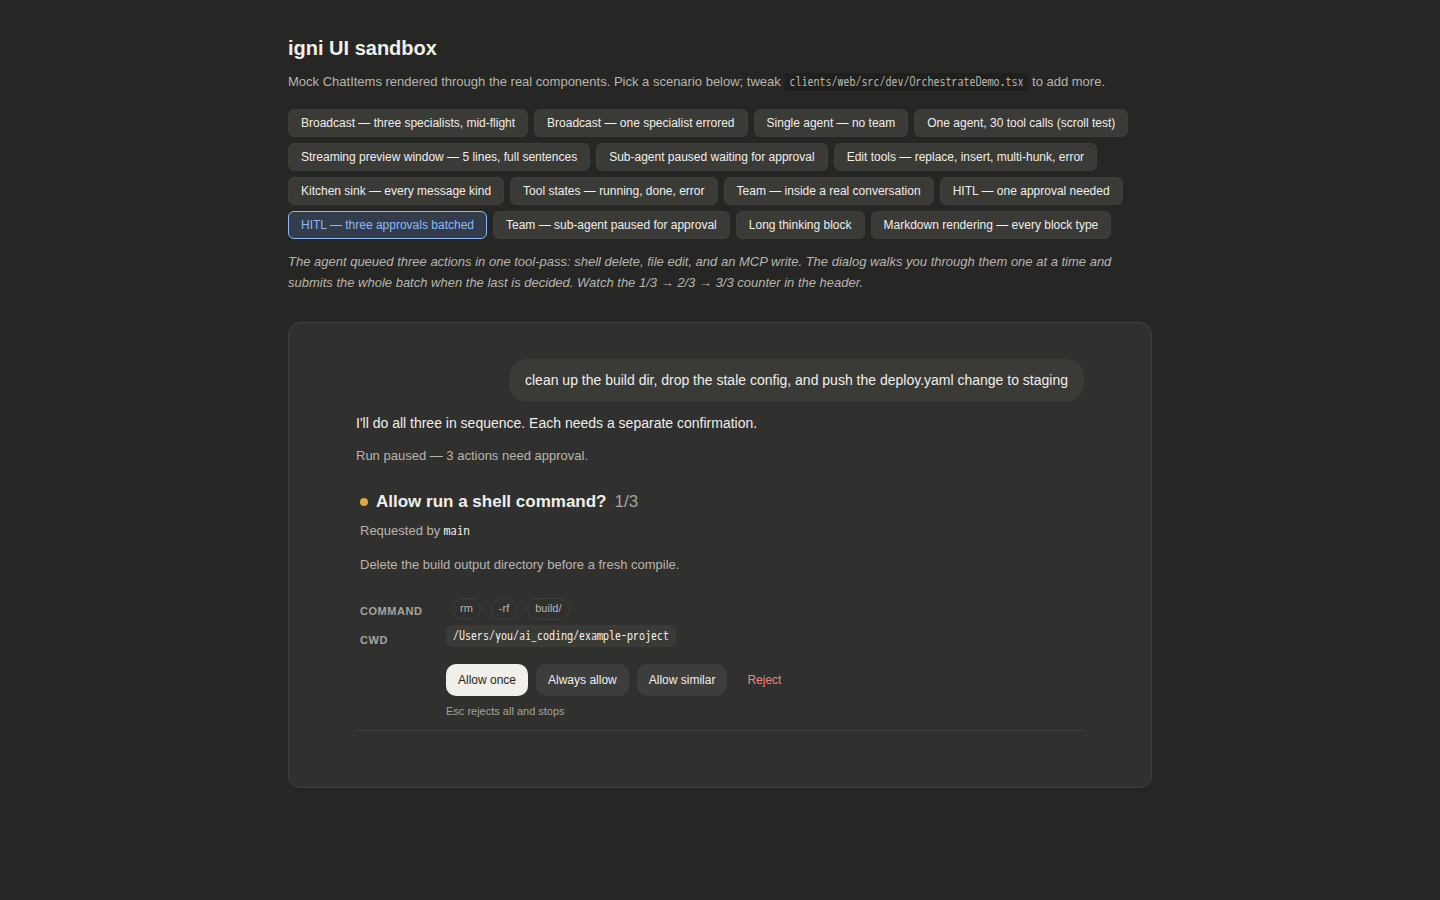 igni UI sandbox
Mock ChatItems rendered through the real components. Pick a scenario below; tweak clients/web/src/dev/OrchestrateDemo.tsx to add more.
Broadcast — three specialists, mid-flight
Broadcast — one specialist errored
Single agent — no team
One agent, 30 tool calls (scroll test)
Streaming preview window — 5 lines, full sentences
Sub-agent paused waiting for approval
Edit tools — replace, insert, multi-hunk, error
Kitchen sink — every message kind
Tool states — running, done, error
Team — inside a real conversation
HITL — one approval needed
HITL — three approvals batched
Team — sub-agent paused for approval
Long thinking block
Markdown rendering — every block type
The agent queued three actions in one tool-pass: shell delete, file edit, and an MCP write. The dialog walks you through them one at a time and
submits the whole batch when the last is decided. Watch the 1/3 → 2/3 → 3/3 counter in the header.
clean up the build dir, drop the stale config, and push the deploy.yaml change to staging
I'll do all three in sequence. Each needs a separate confirmation.
Run paused — 3 actions need approval.
Allow run a shell command? 1/3
Requested by main
Delete the build output directory before a fresh compile.
COMMAND rm -rf build/
CWD /Users/you/ai_coding/example-project
Allow once Always allow Allow similar Reject
Esc rejects all and stops